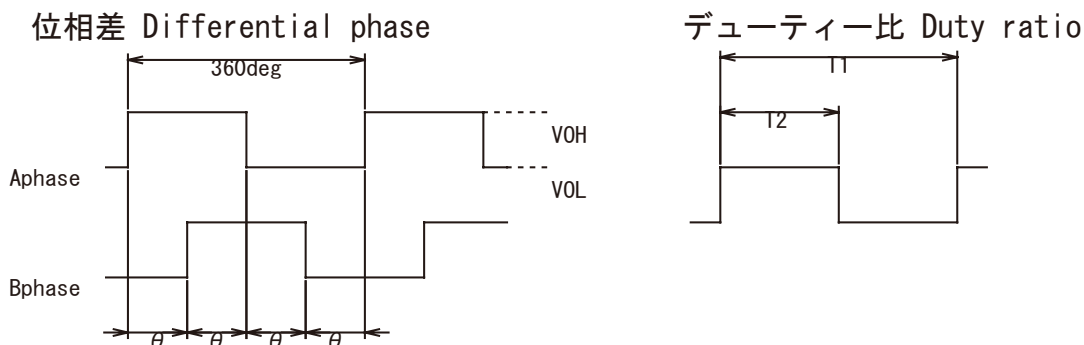 位相差 Differential phase
360deg
VOH
Aphase
VOL
Bphase
θ θ θ θ
デューティー比 Duty ratio
T1
T2